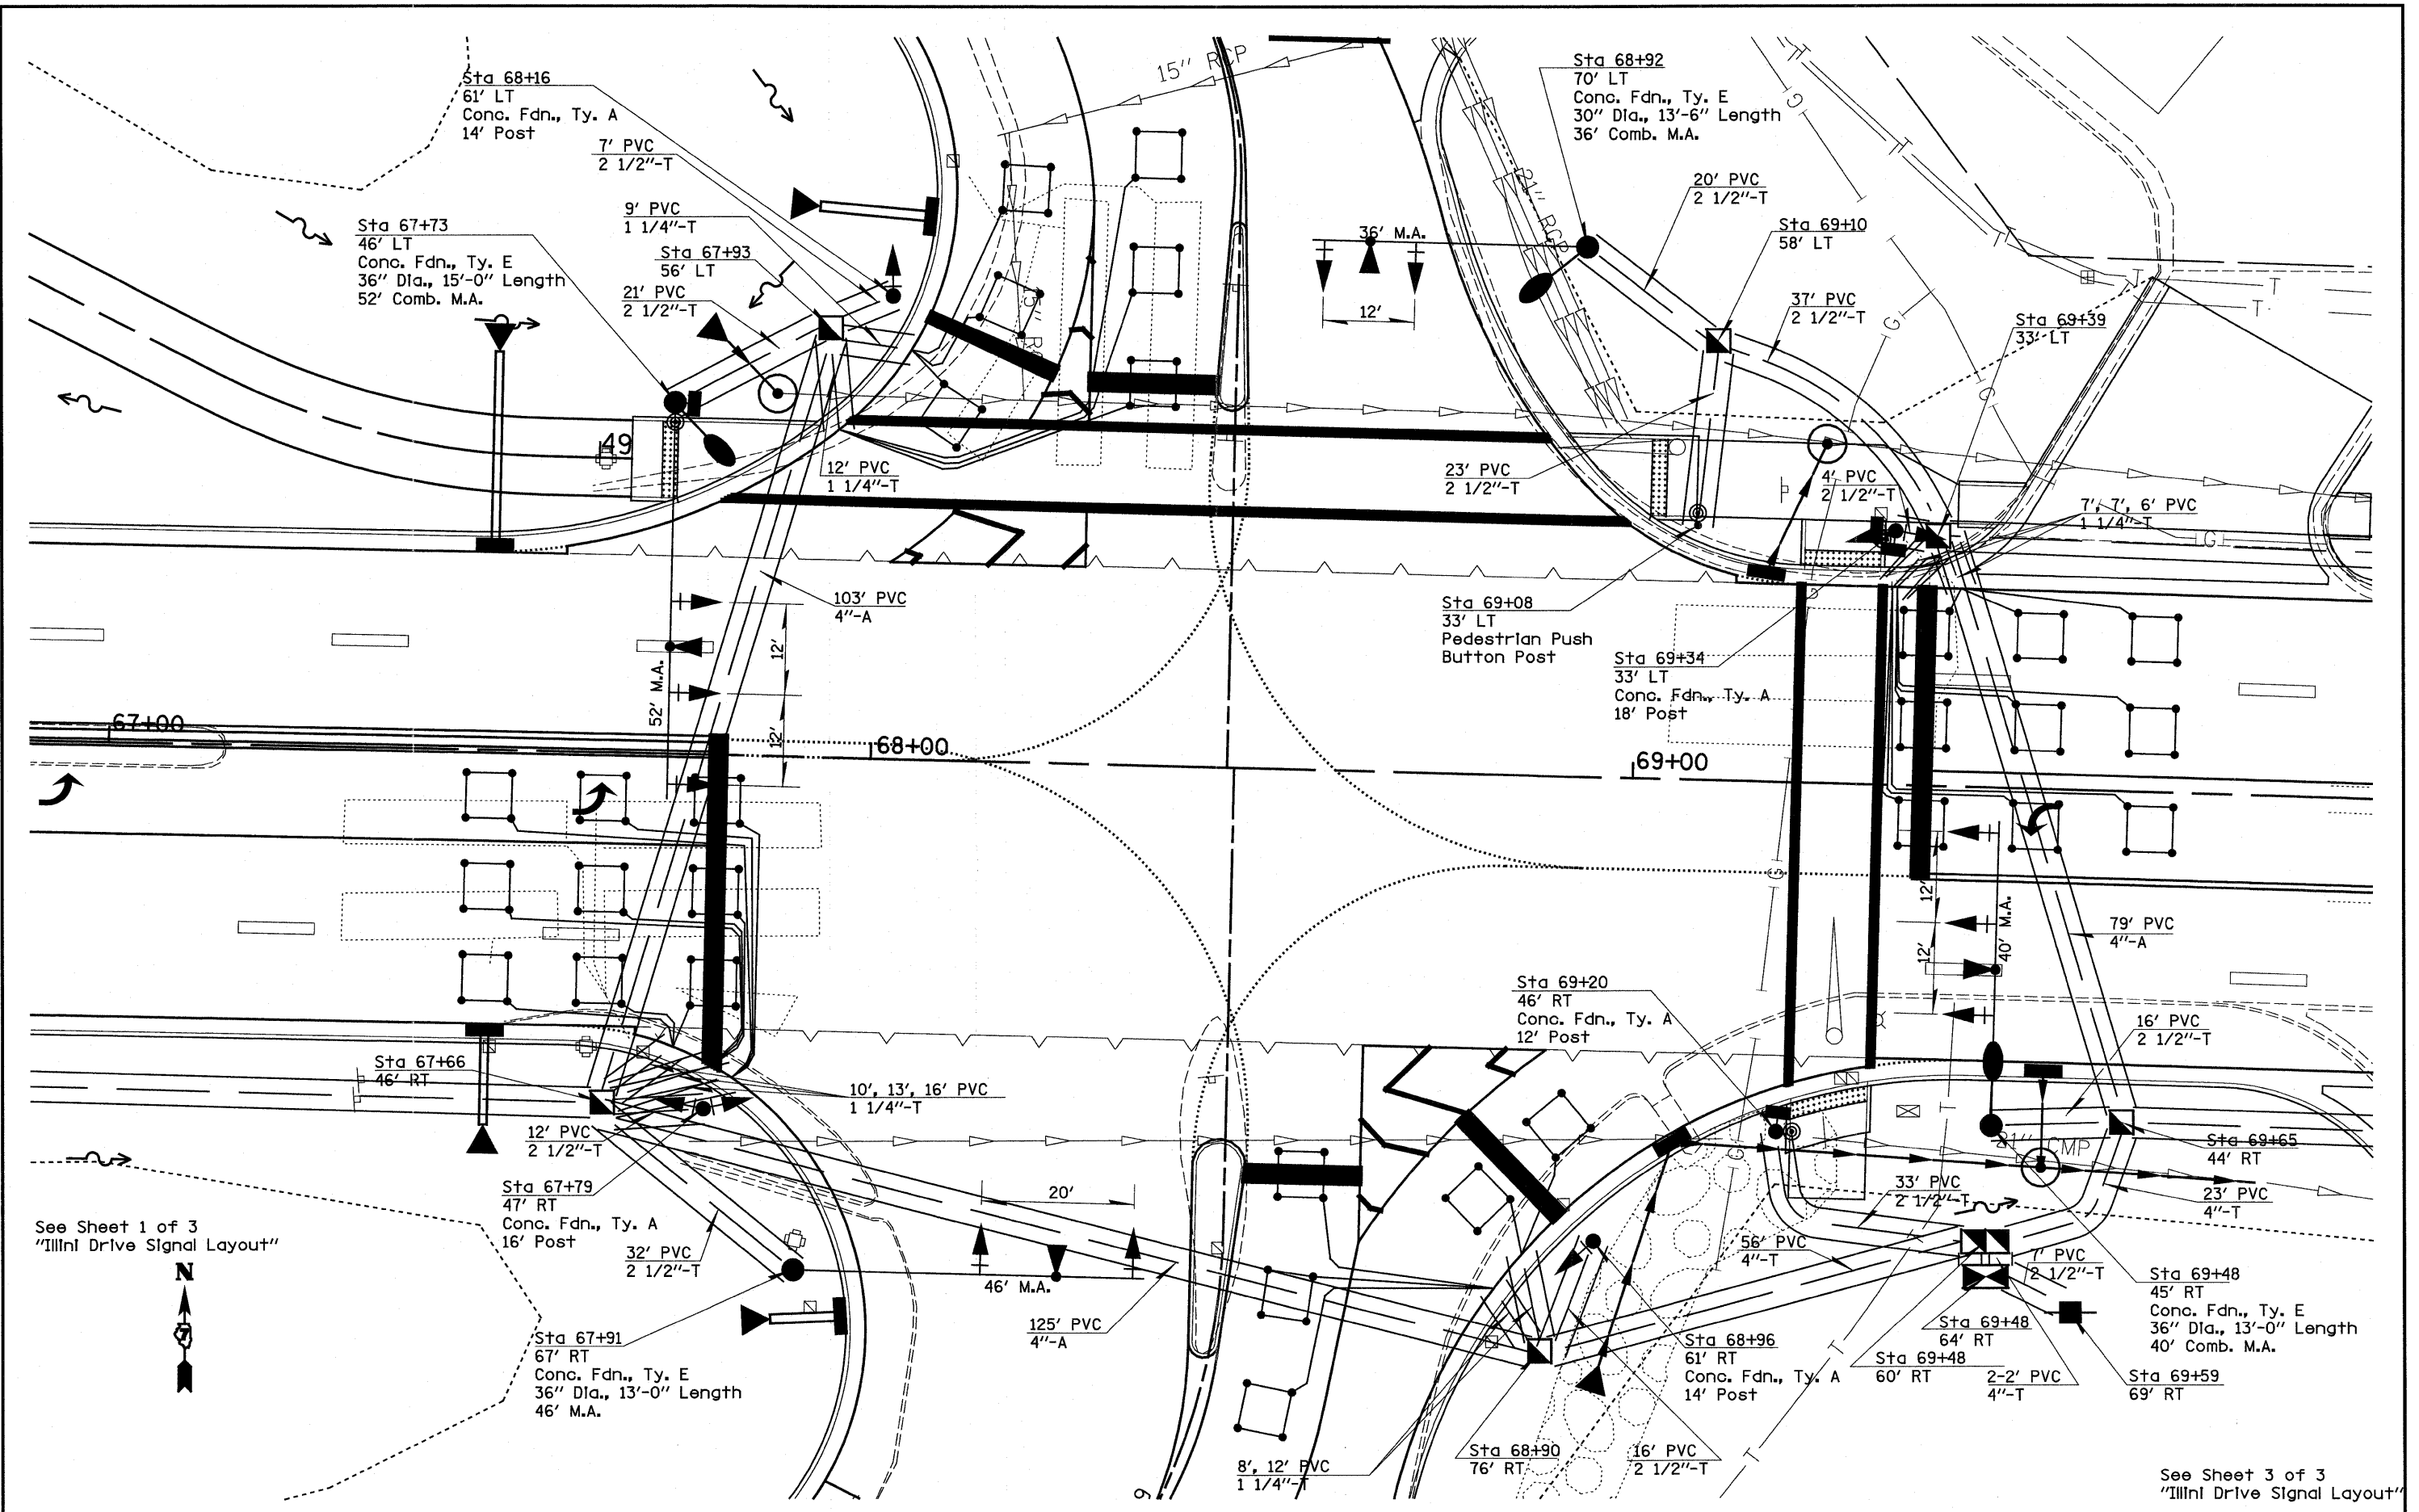 Sta 68+16
61' LT
Conc. Fdn., Ty. A
14' Post
7' PVC
2 1/2"-T
9' PVC
1 1/4"-T
Sta 67+93
56' LT
21' PVC
2 1/2"-T
Sta 67+73
46' LT
Conc. Fdn., Ty. E
36" Dia., 15'-0" Length
52' Comb. M.A.
15" RCP
Sta 68+92
70' LT
Conc. Fdn., Ty. E
30" Dia., 13'-6" Length
36' Comb. M.A.
21" RCP
20' PVC
2 1/2"-T
Sta 69+10
58' LT
36' M.A.
12'
37' PVC
2 1/2"-T
Sta 69+39
33' LT
49
12' PVC
1 1/4"-T
23' PVC
2 1/2"-T
4' PVC
2 1/2"-T
7', 7', 6' PVC
1 1/4"-T
103' PVC
4"-A
Sta 69+08
33' LT
Pedestrian Push
Button Post
Sta 69+34
33' LT
Conc. Fdn., Ty. A
18' Post
52' M.A.
12'
12'
67+00
68+00
69+00
12'
12'
40' M.A.
79' PVC
4"-A
Sta 69+20
46' RT
Conc. Fdn., Ty. A
12' Post
16' PVC
2 1/2"-T
Sta 67+66
46' RT
10', 13', 16' PVC
1 1/4"-T
12' PVC
2 1/2"-T
21" CMP
Sta 69+65
44' RT
Sta 67+79
47' RT
Conc. Fdn., Ty. A
16' Post
20'
33' PVC
2 1/2"-T
23' PVC
4"-T
32' PVC
2 1/2"-T
46' M.A.
56' PVC
4"-T
7' PVC
2 1/2"-T
See Sheet 1 of 3
"Illini Drive Signal Layout"
N
Sta 67+91
67' RT
Conc. Fdn., Ty. E
36" Dia., 13'-0" Length
46' M.A.
125' PVC
4"-A
Sta 68+96
61' RT
Conc. Fdn., Ty. A
14' Post
Sta 69+48
64' RT
Sta 69+48
60' RT
2-2' PVC
4"-T
Sta 69+48
45' RT
Conc. Fdn., Ty. E
36" Dia., 13'-0" Length
40' Comb. M.A.
Sta 69+59
69' RT
8', 12' PVC
1 1/4"-T
Sta 68+90
76' RT
16' PVC
2 1/2"-T
See Sheet 3 of 3
"Illini Drive Signal Layout"